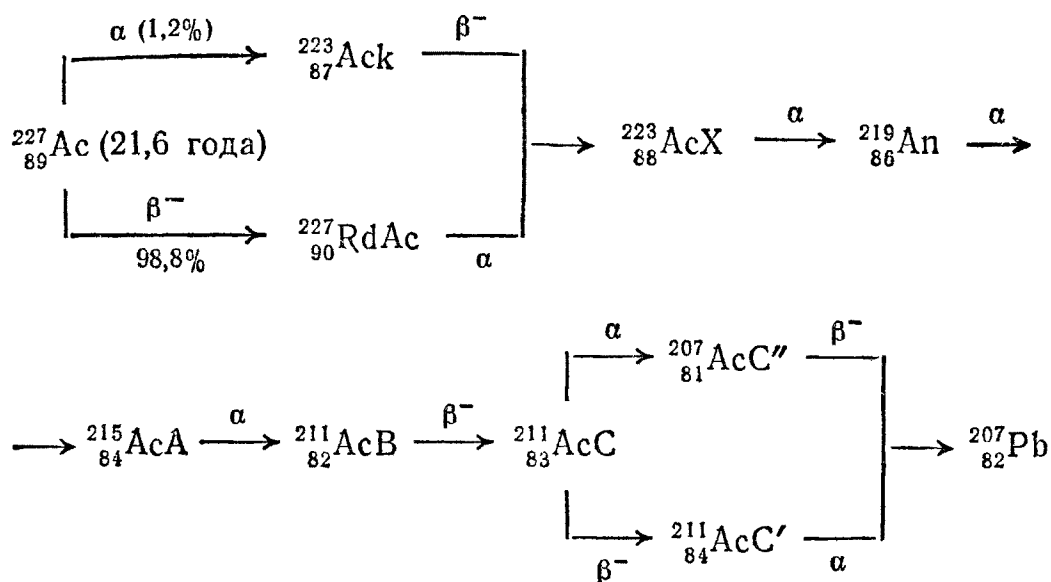 α (1,2%) ²²³₈₇Ack β⁻
²²⁷₈₉Ac (21,6 года) ²²³₈₈AcX α ²¹⁹₈₆An α
β⁻ 98,8% ²²⁷₉₀RdAc α
α ²⁰⁷₈₁AcC″ β⁻
²¹⁵₈₄AcA α ²¹¹₈₂AcB β⁻ ²¹¹₈₃AcC ²⁰⁷₈₂Pb
β⁻ ²¹¹₈₄AcC′ α